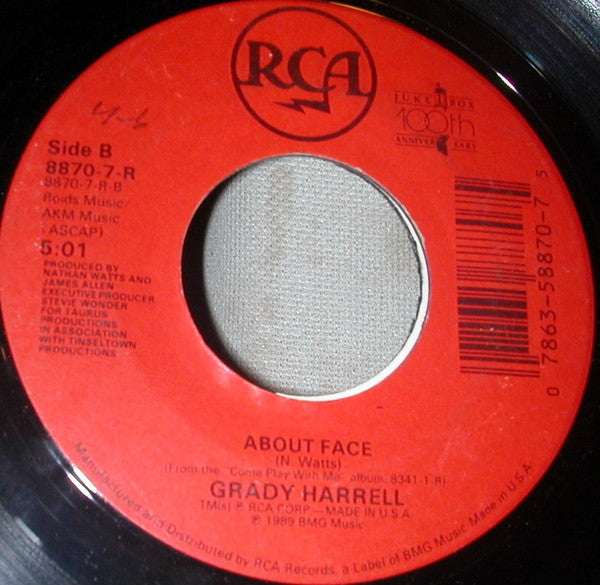 RCA
JUKEBOX
100th
ANNIVERSARY
Side B
8870-7-R
8870-7-R-B
Roids Music/
AKM Music
(ASCAP)
5:01
PRODUCED BY
NATHAN WATTS AND
JAMES ALLEN
EXECUTIVE PRODUCER
STEVIE WONDER
FOR TAURUS
PRODUCTIONS
IN ASSOCIATION
WITH TINSELTOWN
PRODUCTIONS
0 7863-58870-7 5
ABOUT FACE
(N. Watts)
(From the "Come Play With Me" album, 8341-1-R)
GRADY HARRELL
TM(s) ® RCA CORP—MADE IN U.S.A.
℗ 1989 BMG Music
Manufactured and Distributed by RCA Records, a Label of BMG Music Made in U.S.A.